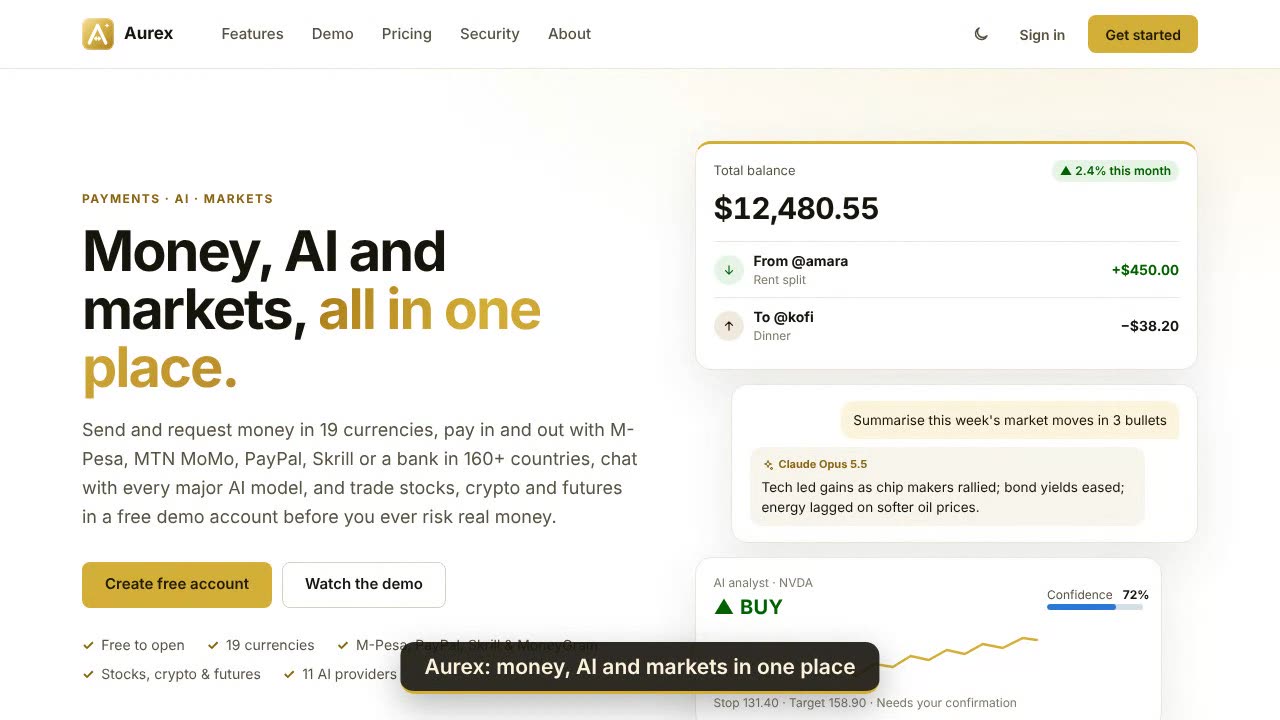 Aurex
Features
Demo
Pricing
Security
About
Sign in
Get started
PAYMENTS · AI · MARKETS
Money, AI and
markets, all in one
place.
Send and request money in 19 currencies, pay in and out with M-
Pesa, MTN MoMo, PayPal, Skrill or a bank in 160+ countries, chat
with every major AI model, and trade stocks, crypto and futures
in a free demo account before you ever risk real money.
Create free account
Watch the demo
✓ Free to open
✓ 19 currencies
✓ M-Pesa, PayPal, Skrill & MoneyGram
✓ Stocks, crypto & futures
✓ 11 AI providers
Total balance
▲ 2.4% this month
$12,480.55
From @amara
Rent split
+$450.00
To @kofi
Dinner
−$38.20
Summarise this week's market moves in 3 bullets
Claude Opus 5.5
Tech led gains as chip makers rallied; bond yields eased;
energy lagged on softer oil prices.
AI analyst · NVDA
▲ BUY
Confidence 72%
Stop 131.40 · Target 158.90 · Needs your confirmation
Aurex: money, AI and markets in one place